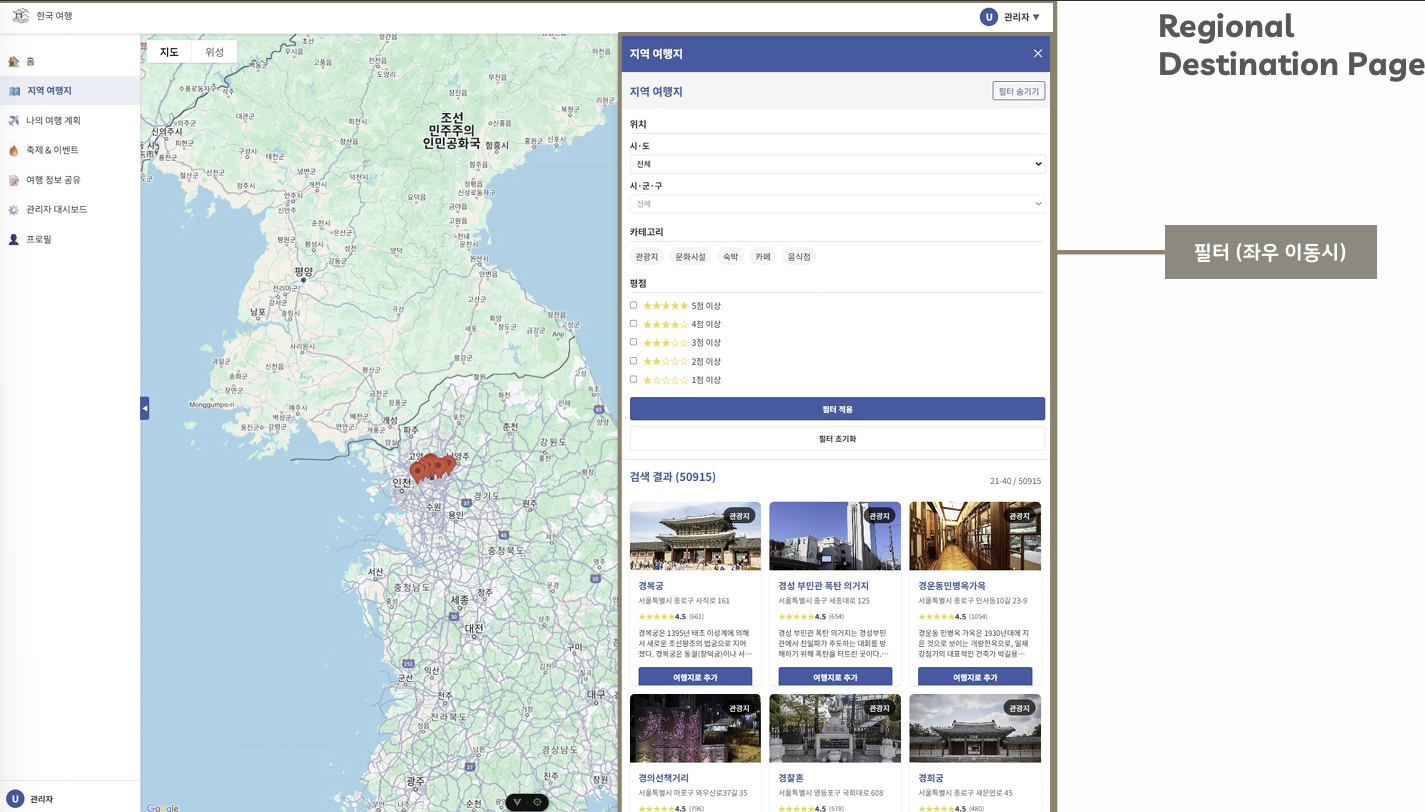 한국 여행
U 관리자 ▼
Regional
Destination Page
홈
지역 여행지
나의 여행 계획
축제 & 이벤트
여행 정보 공유
관리자 대시보드
프로필
U 관리자
지도 위성
조선
민주주의
인민공화국
함흥시
신의주시
평양
남포
Monggumpo-ri
개성
파주
춘천
강원도
인천
수원
용인
경기도
원주
충청북도
서산
충청남도
세종
청주
대전
구미
군산
익산
전주
대구
전라북도
경상남도
광주
순천
창원
Google
지역 여행지
지역 여행지 필터 숨기기
위치
시·도
전체
시·군·구
전체
카테고리
관광지 문화시설 숙박 카페 음식점
평점
★★★★★ 5점 이상
★★★★☆ 4점 이상
★★★☆☆ 3점 이상
★★☆☆☆ 2점 이상
★☆☆☆☆ 1점 이상
필터 적용
필터 초기화
검색 결과 (50915) 21-40 / 50915
관광지
경복궁
서울특별시 종로구 사직로 161
★★★★★4.5 (661)
경복궁은 1395년 태조 이성계에 의해
서 새로운 조선왕조의 법궁으로 지어
졌다. 경복궁은 동궐(창덕궁)이나 서…
여행지로 추가
관광지
경성 부민관 폭탄 의거지
서울특별시 중구 세종대로 125
★★★★★4.5 (654)
경성 부민관 폭탄 의거지는 경성부민
관에서 친일파가 주도하는 대회를 방
해하기 위해 폭탄을 터트린 곳이다.…
여행지로 추가
관광지
경운동민병옥가옥
서울특별시 종로구 인사동10길 23-9
★★★★★4.5 (1054)
경운동 민병옥 가옥은 1930년대에 지
은 것으로 보이는 개량한옥으로, 일제
강점기의 대표적인 건축가 박길룡…
여행지로 추가
관광지
경의선책거리
서울특별시 마포구 와우산로37길 35
★★★★★4.5 (796)
관광지
경찰혼
서울특별시 영등포구 국회대로 608
★★★★★4.5 (578)
관광지
경희궁
서울특별시 종로구 새문안로 45
★★★★★4.5 (480)
필터 (좌우 이동시)